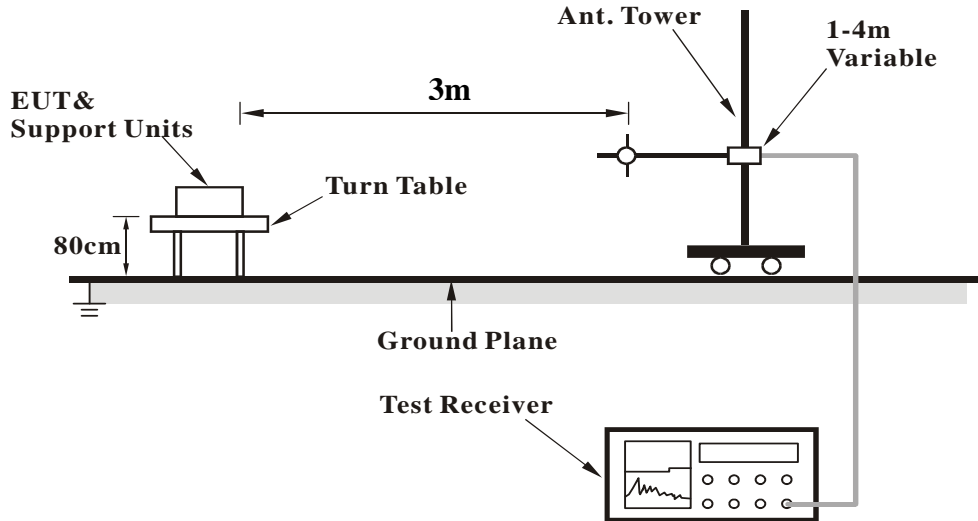 Ant. Tower
1-4m
Variable
3m
EUT&
Support Units
Turn Table
80cm
Ground Plane
Test Receiver